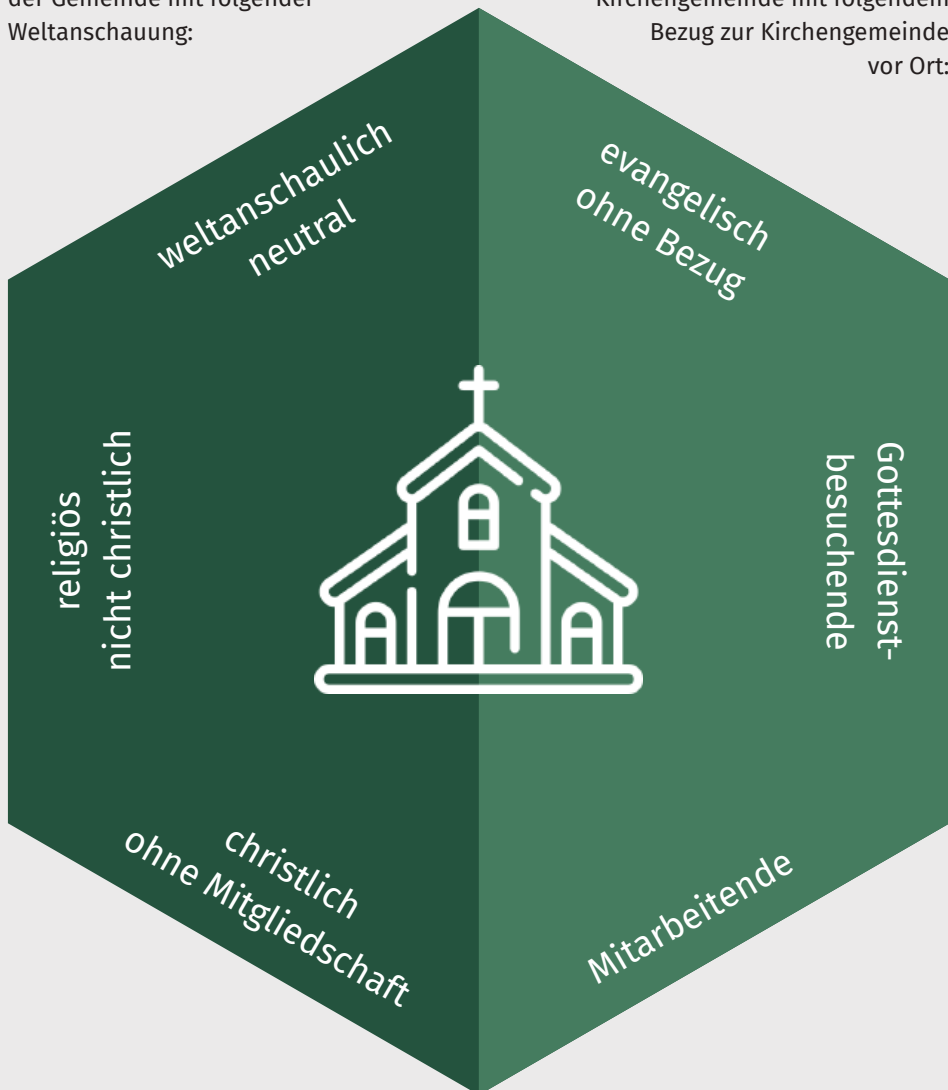 der Gemeinde mit folgender
Weltanschauung:
Kirchengemeinde mit folgendem
Bezug zur Kirchengemeinde
vor Ort:
weltanschaulich
neutral
evangelisch
ohne Bezug
religiös
nicht christlich
Gottesdienst-
besuchende
christlich
ohne Mitgliedschaft
Mitarbeitende